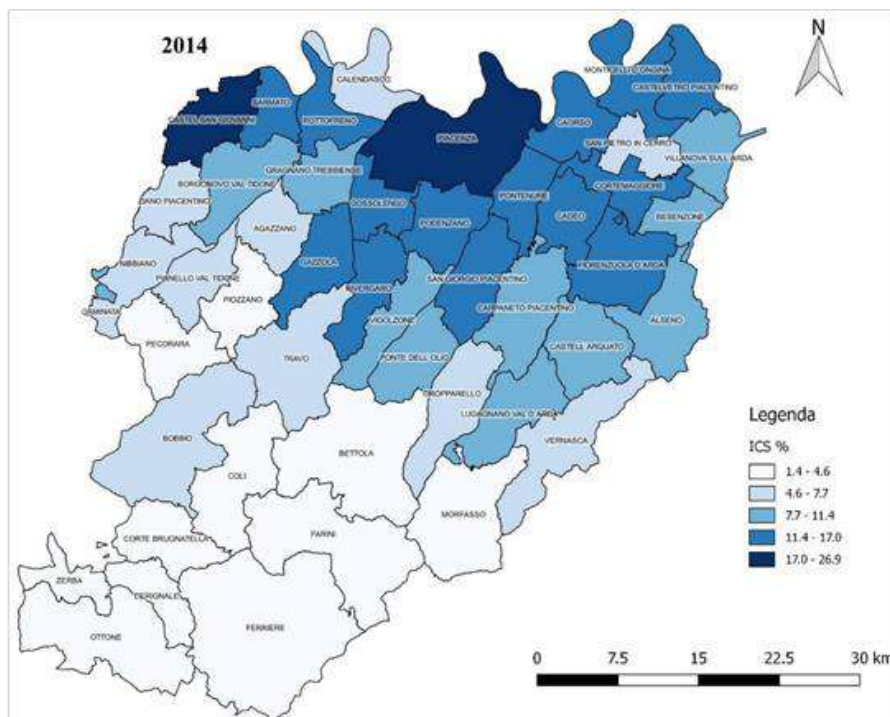 2014
N
CALENDASCO
MONTICELLI D'ONGINA
CASTELVETRO PIACENTINO
SARMATO
CASTEL SAN GIOVANNI
ROTTOFRENO
CAORSO
PIACENZA
SAN PIETRO IN CERRO
VILLANOVA SULL'ARDA
BORGONOVO VAL TIDONE
GRAGNANO TREBBIENSE
CORTEMAGGIORE
PONTENURE
GOSSOLENGO
CADEO
BESENZONE
PODENZANO
AGAZZANO
NIBBIANO
GAZZOLA
FIORENZUOLA D'ARDA
PIANELLO VAL TIDONE
SAN GIORGIO PIACENTINO
RIVERGARO
PIOZZANO
CAMINATA
CARPANETO PIACENTINO
VIGOLZONE
ALSENO
PECORARA
CASTELL'ARQUATO
TRAVO
PONTE DELL'OLIO
GROPPARELLO
LUGAGNANO VAL D'ARDA
BOBBIO
VERNASCA
BETTOLA
COLI
MORFASSO
FARINI
CORTE BRUGNATELLA
ZERBA
CERIGNALE
FERRIERE
OTTONE
Legenda
ICS %
1.4 - 4.6
4.6 - 7.7
7.7 - 11.4
11.4 - 17.0
17.0 - 26.9
0 7.5 15 22.5 30 km